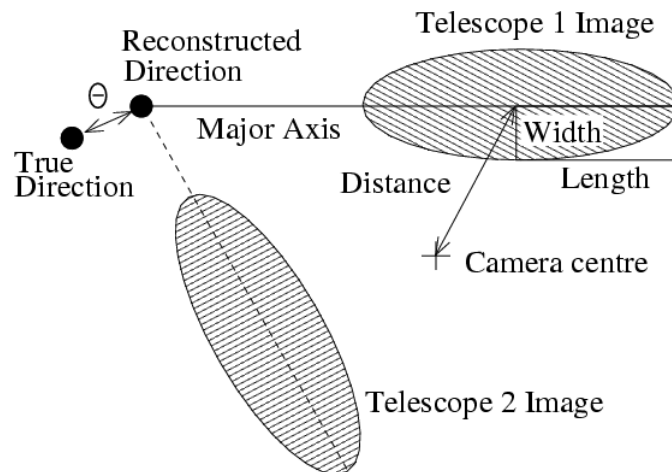 Telescope 1 Image
Reconstructed
Direction
Θ
Major Axis
Width
True
Direction
Distance
Length
Camera centre
Telescope 2 Image